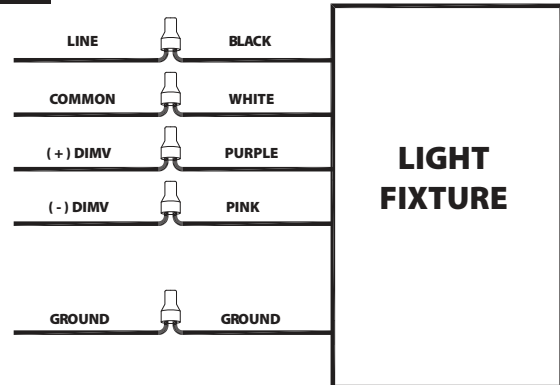 LINE BLACK
COMMON WHITE
( + ) DIMV PURPLE
( - ) DIMV PINK
GROUND GROUND
LIGHT
FIXTURE